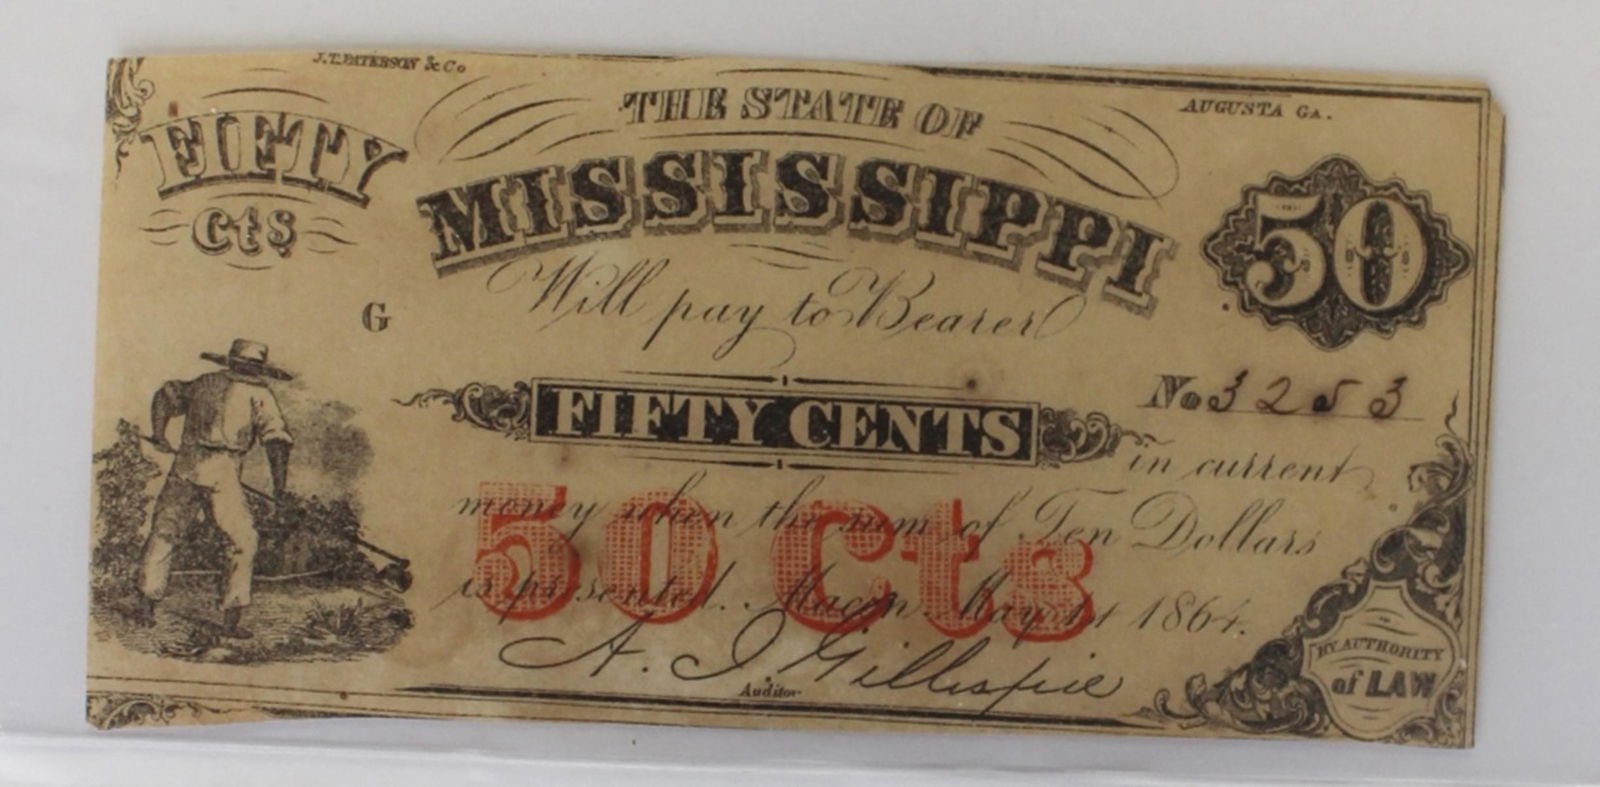 J.T. PATERSON & Co
AUGUSTA GA.
FIFTY
cts
THE STATE OF
MISSISSIPPI
50
Will pay to Bearer
G
No 3253
FIFTY CENTS
in current
money when the sum of Ten Dollars
is presented. Macon. May 1st 1864.
50 Cts
A. J Gillespie
Auditor
BY AUTHORITY
of LAW